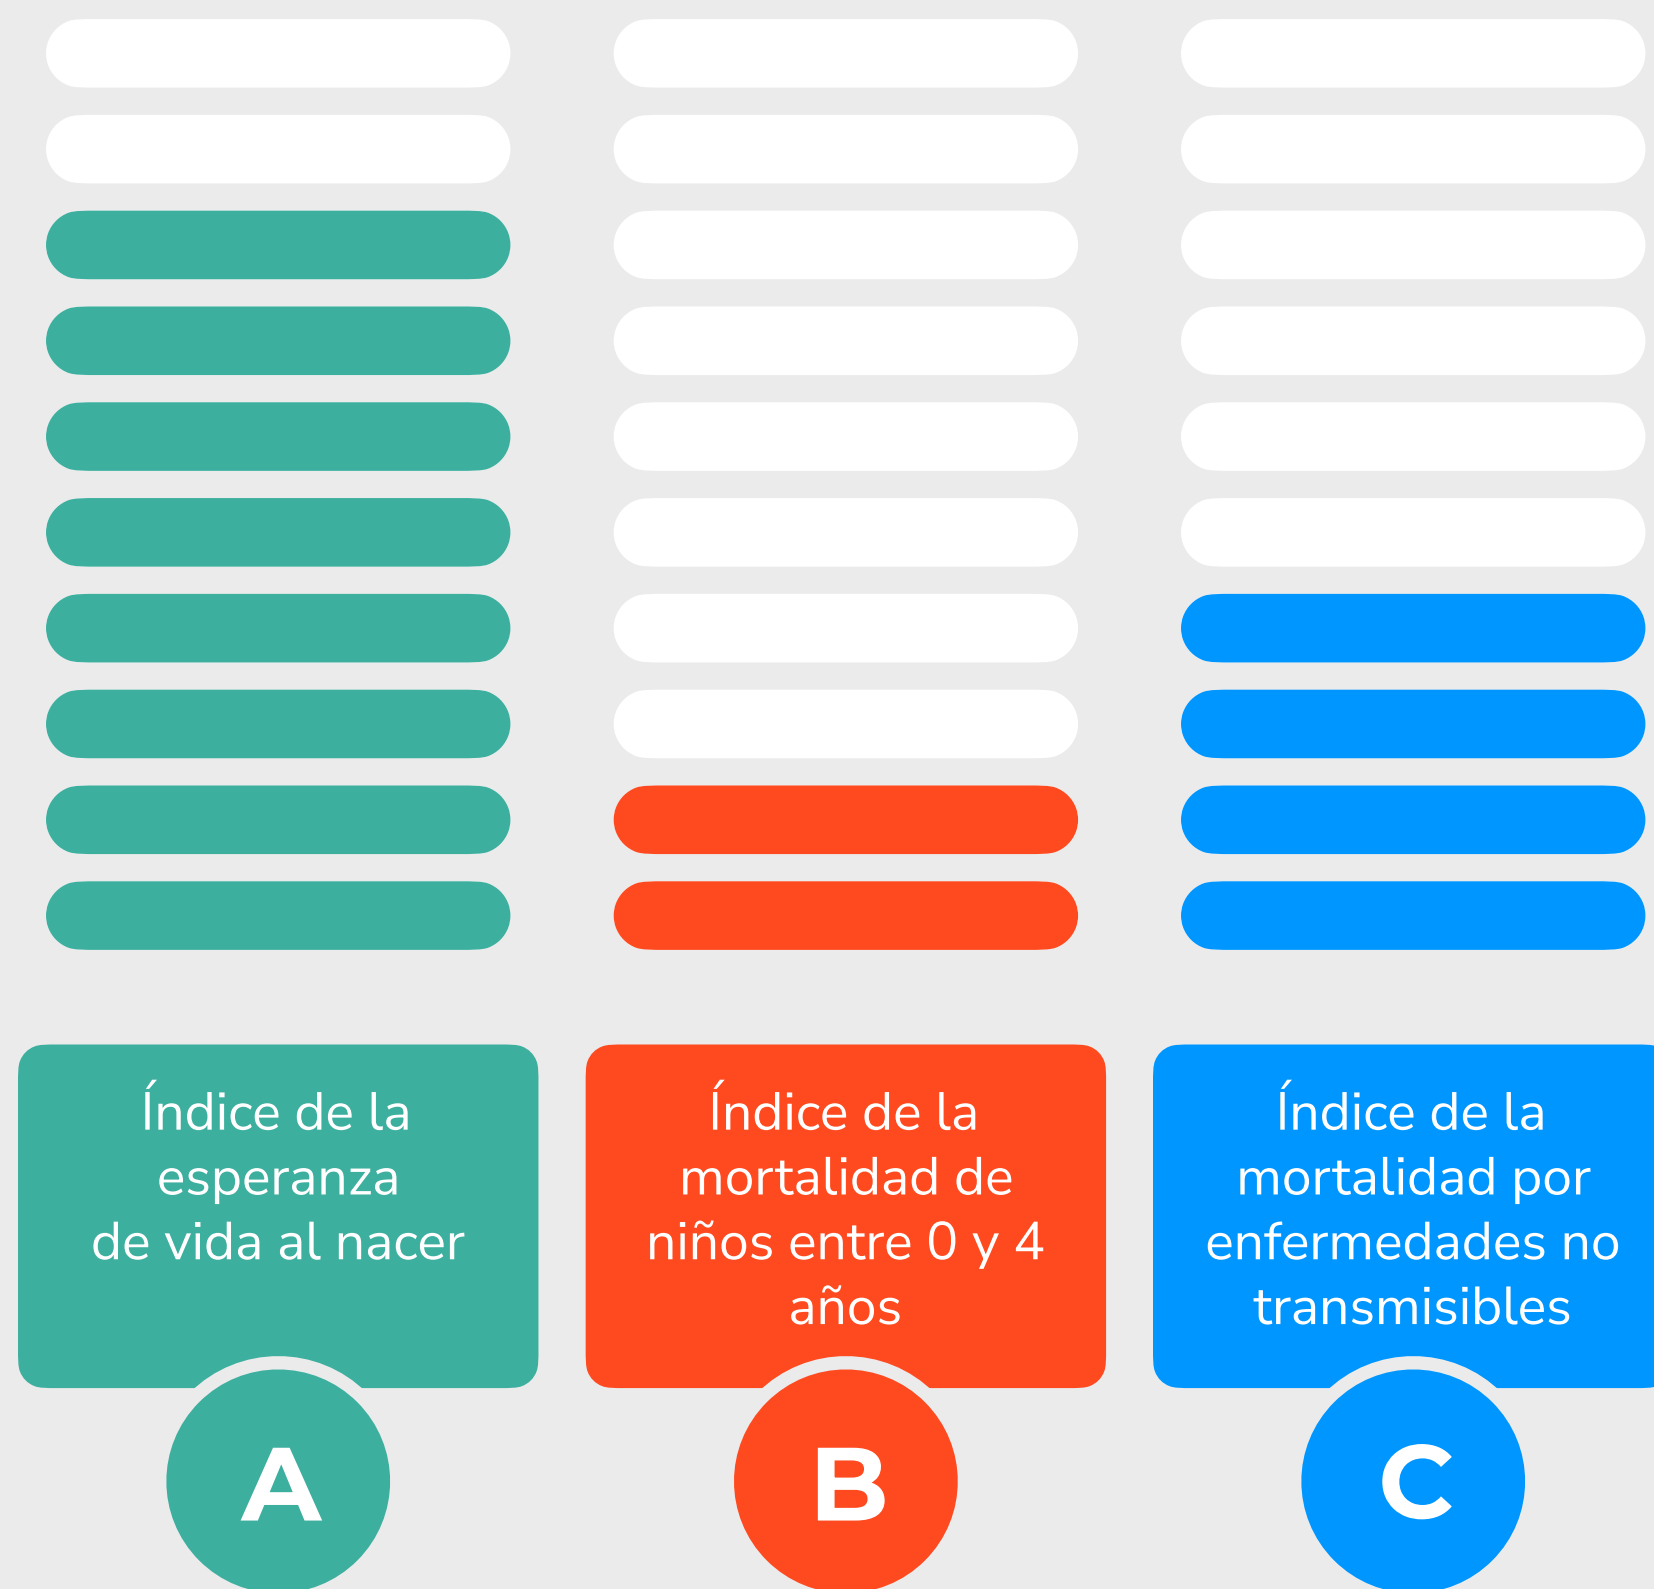 Índice de la
esperanza
de vida al nacer
A
Índice de la
mortalidad de
niños entre 0 y 4
años
B
Índice de la
mortalidad por
enfermedades no
transmisibles
C